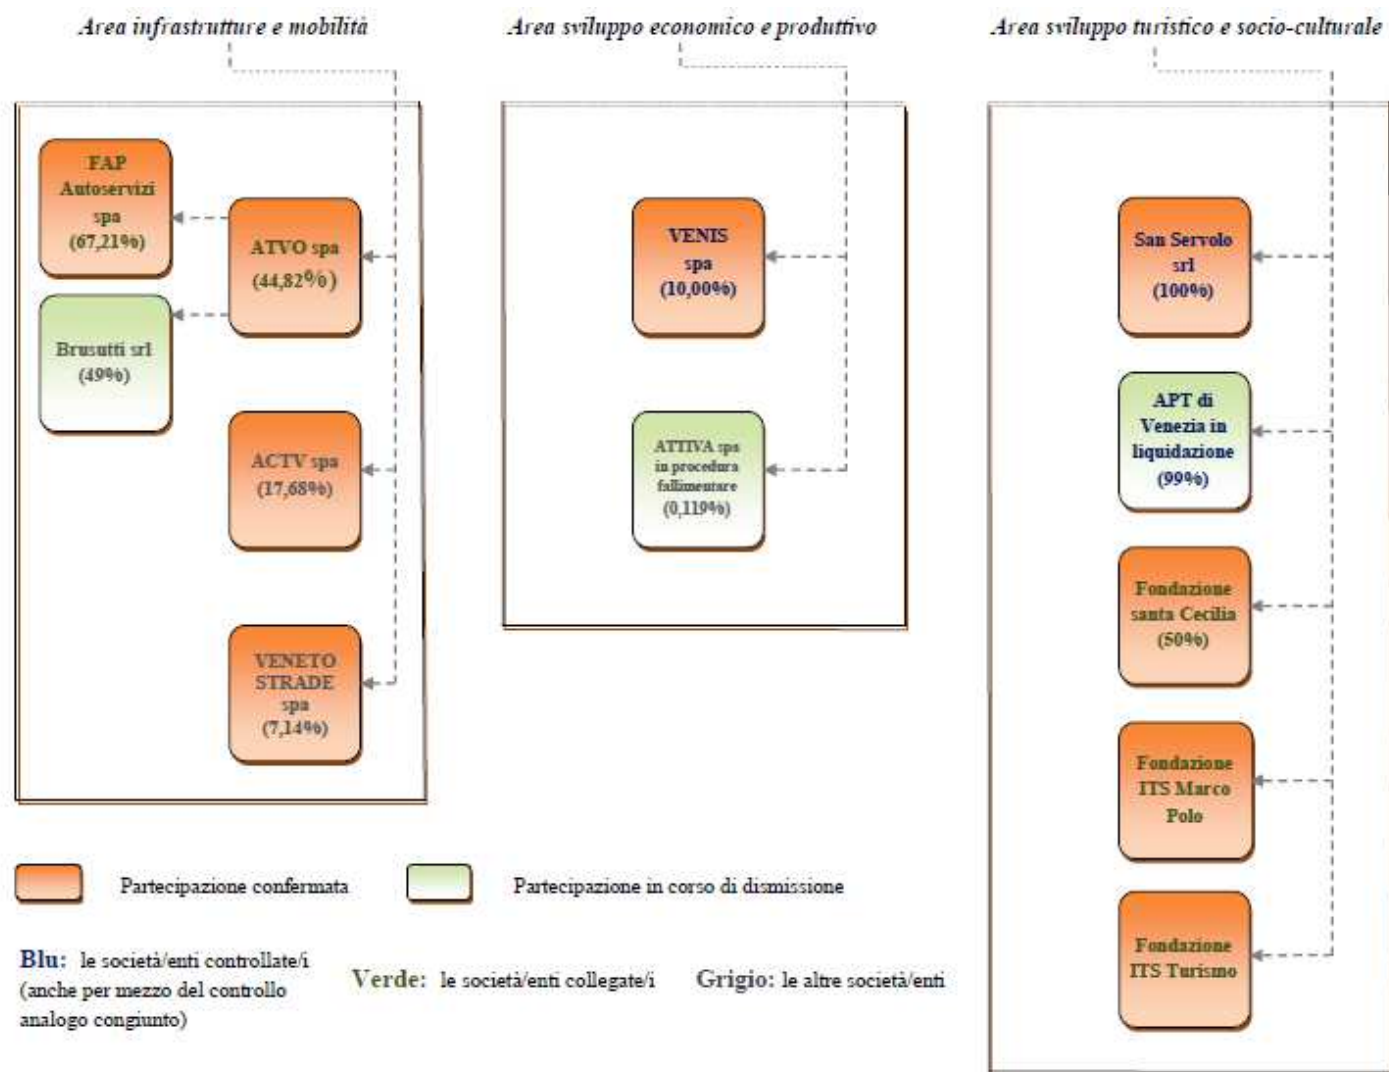 Area infrastrutture e mobilità
Area sviluppo economico e produttivo
Area sviluppo turistico e socio-culturale
FAP
Autoservizi
spa
(67,21%)
ATVO spa
(44,82%)
Brusutti srl
(49%)
ACTV spa
(17,68%)
VENETO
STRADE
spa
(7,14%)
VENIS
spa
(10,00%)
ATTIVA spa
in procedura
fallimentare
(0,119%)
San Servolo
srl
(100%)
APT di
Venezia in
liquidazione
(99%)
Fondazione
santa Cecilia
(50%)
Fondazione
ITS Marco
Polo
Fondazione
ITS Turismo
Partecipazione confermata
Partecipazione in corso di dismissione
Blu: le società/enti controllate/i
(anche per mezzo del controllo
analogo congiunto)
Verde: le società/enti collegate/i
Grigio: le altre società/enti